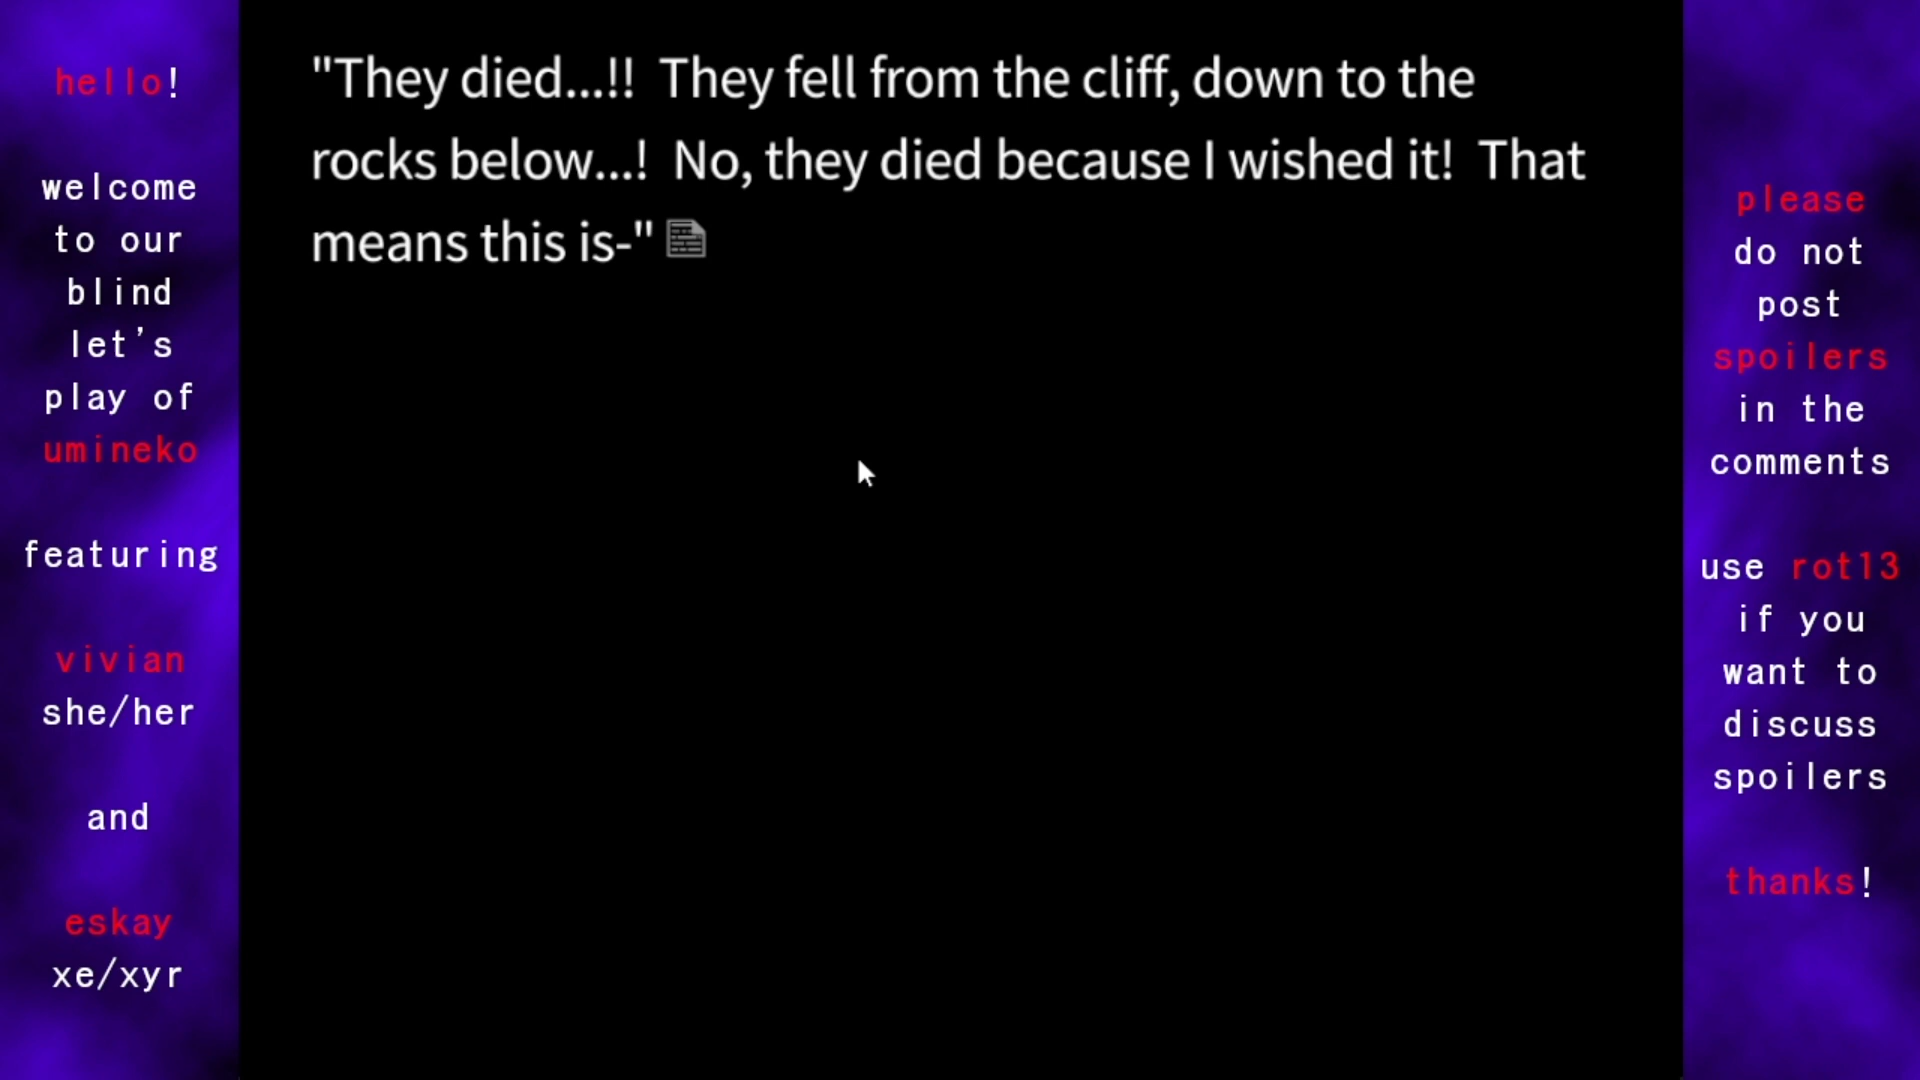 hello!
welcome
to our
blind
let's
play of
umineko
featuring
vivian
she/her
and
eskay
xe/xyr
"They died...!!  They fell from the cliff, down to the
rocks below...!  No, they died because I wished it!  That
means this is-"
please
do not
post
spoilers
in the
comments
use rot13
if you
want to
discuss
spoilers
thanks!